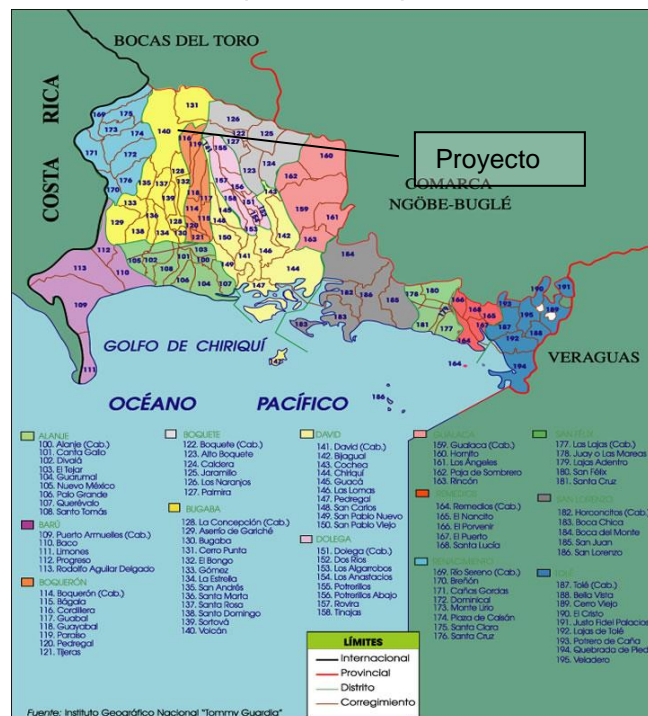 BOCAS DEL TORO
COSTA RICA
Proyecto
COMARCA
NGÖBE-BUGLÉ
GOLFO DE CHIRIQUÍ
VERAGUAS
OCÉANO PACÍFICO
ALANJE
100. Alanje (Cab.)
101. Canta Gallo
102. Divalá
103. El Tejar
104. Guarumal
105. Nuevo México
106. Palo Grande
107. Querévalo
108. Santo Tomás
BARÚ
109. Puerto Armuelles (Cab.)
110. Baco
111. Limones
112. Progreso
113. Rodolfo Aguilar Delgado
BOQUERÓN
114. Boquerón (Cab.)
115. Bágala
116. Cordillera
117. Guabal
118. Guayabal
119. Paraíso
120. Pedregal
121. Tijeras
BOQUETE
122. Boquete (Cab.)
123. Alto Boquete
124. Caldera
125. Jaramillo
126. Los Naranjos
127. Palmira
BUGABA
128. La Concepción (Cab.)
129. Aserrío de Gariché
130. Bugaba
131. Cerro Punta
132. El Bongo
133. Gómez
134. La Estrella
135. San Andrés
136. Santa Marta
137. Santa Rosa
138. Santo Domingo
139. Sortová
140. Volcán
DAVID
141. David (Cab.)
142. Bijagual
143. Cochea
144. Chiriquí
145. Guacá
146. Las Lomas
147. Pedregal
148. San Carlos
149. San Pablo Nuevo
150. San Pablo Viejo
DOLEGA
151. Dolega (Cab.)
152. Dos Ríos
153. Los Algarrobos
154. Los Anastacios
155. Potrerillos
156. Potrerillos Abajo
157. Rovira
158. Tinajas
GUALACA
159. Gualaca (Cab.)
160. Hornito
161. Los Ángeles
162. Paja de Sombrero
163. Rincón
REMEDIOS
164. Remedios (Cab.)
165. El Nancito
166. El Porvenir
167. El Puerto
168. Santa Lucía
RENACIMIENTO
169. Río Sereno (Cab.)
170. Breñón
171. Cañas Gordas
172. Dominical
173. Monte Lirio
174. Plaza de Caisán
175. Santa Clara
176. Santa Cruz
SAN FÉLIX
177. Las Lajas (Cab.)
178. Juay o Las Mareas
179. Lajas Adentro
180. San Félix
181. Santa Cruz
SAN LORENZO
182. Horconcitos (Cab.)
183. Boca Chica
184. Boca del Monte
185. San Juan
186. San Lorenzo
TOLÉ
187. Tolé (Cab.)
188. Bella Vista
189. Cerro Viejo
190. El Cristo
191. Justo Fidel Palacios
192. Lajas de Tolé
193. Potrero de Caña
194. Quebrada de Pied
195. Veladero
LÍMITES
Internacional
Provincial
Distrito
Corregimiento
Fuente: Instituto Geográfico Nacional "Tommy Guardia"